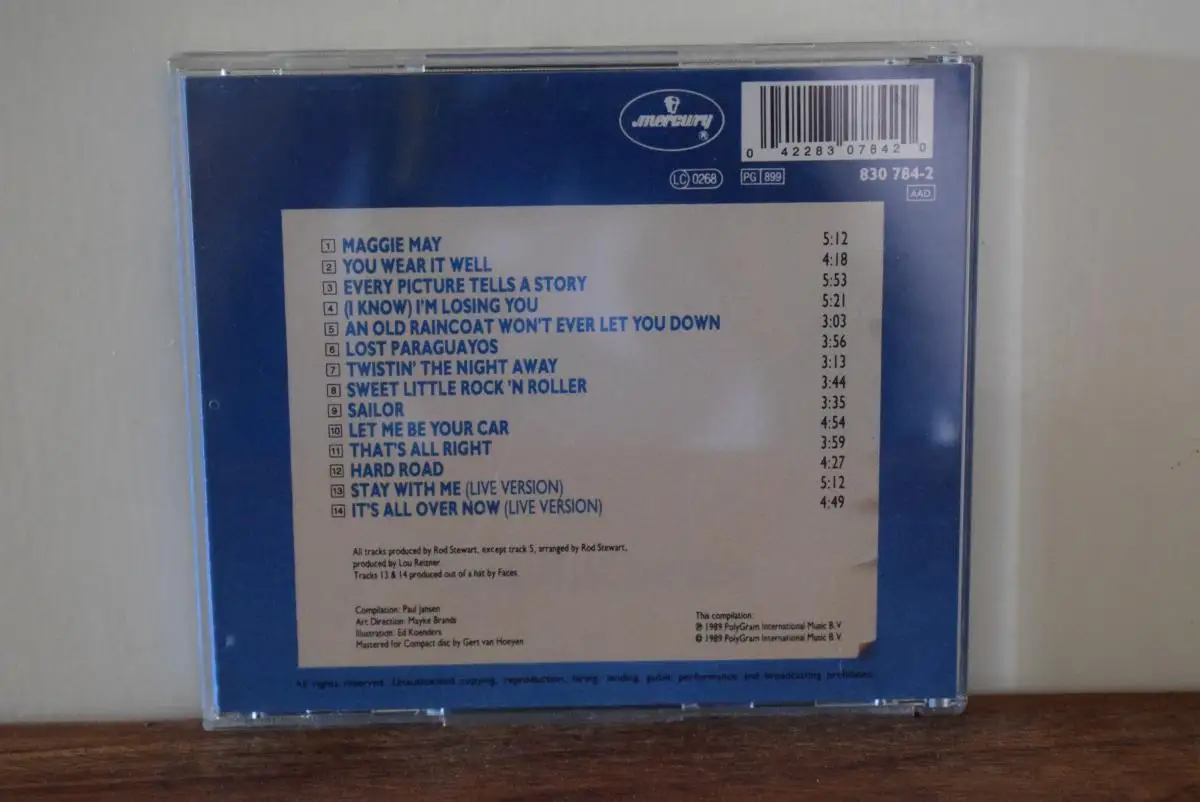 mercury ®
0 42283 07842 0
LC 0268 PG 899 830 784-2
AAD
1 MAGGIE MAY 5:12
2 YOU WEAR IT WELL 4:18
3 EVERY PICTURE TELLS A STORY 5:53
4 (I KNOW) I'M LOSING YOU 5:21
5 AN OLD RAINCOAT WON'T EVER LET YOU DOWN 3:03
6 LOST PARAGUAYOS 3:56
7 TWISTIN' THE NIGHT AWAY 3:13
8 SWEET LITTLE ROCK 'N ROLLER 3:44
9 SAILOR 3:35
10 LET ME BE YOUR CAR 4:54
11 THAT'S ALL RIGHT 3:59
12 HARD ROAD 4:27
13 STAY WITH ME (LIVE VERSION) 5:12
14 IT'S ALL OVER NOW (LIVE VERSION) 4:49
All tracks produced by Rod Stewart, except track 5, arranged by Rod Stewart,
produced by Lou Reizner
Tracks 13 & 14 produced out of a hat by Faces
Compilation: Paul Jansen
Art Direction: Mayke Brands
Illustration: Ed Koenders
Mastered for Compact disc by Gert van Hoeyen
This compilation:
℗ 1989 PolyGram International Music B.V
© 1989 PolyGram International Music B.V
All rights reserved. Unauthorised copying, reproduction, hiring, lending, public performance and broadcasting prohibited.